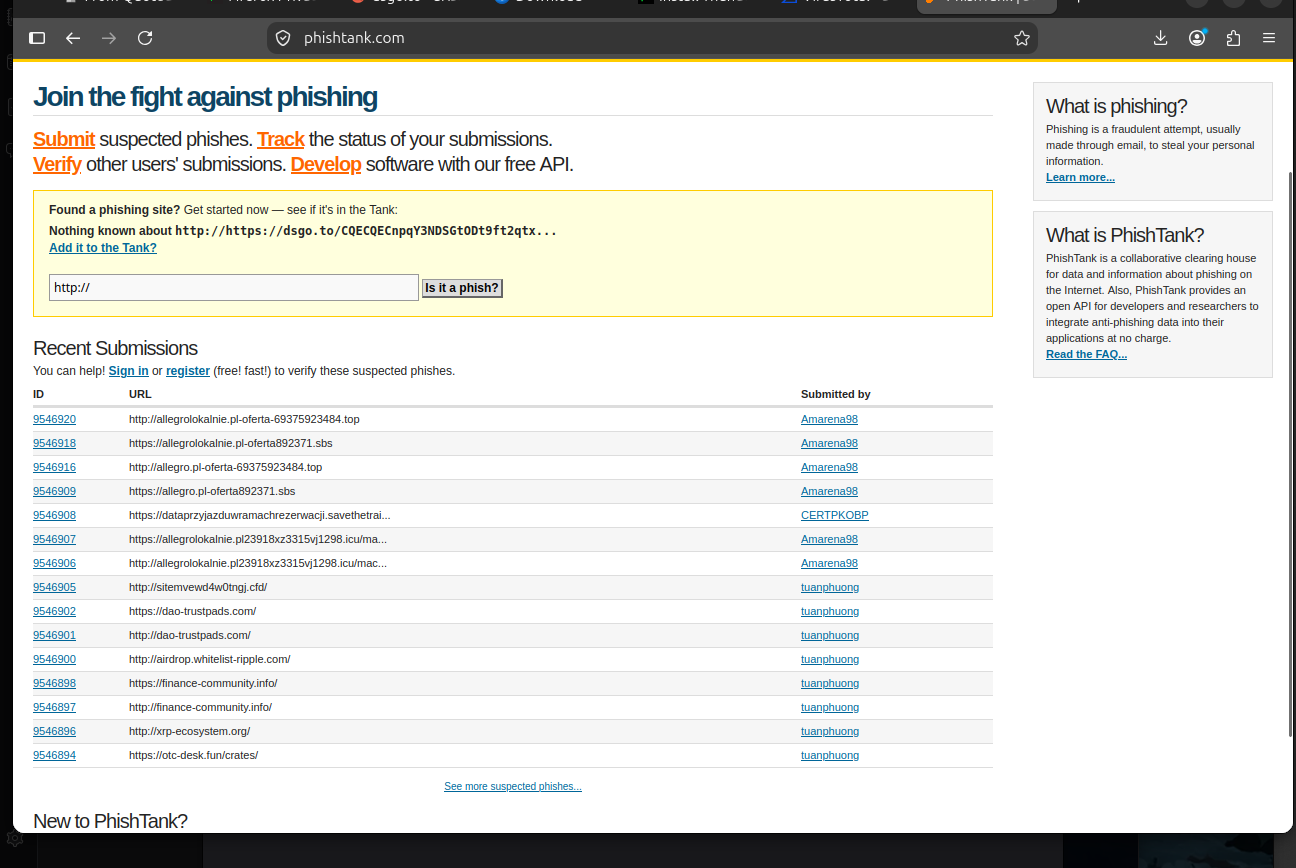 phishtank.com
Join the fight against phishing
Submit suspected phishes. Track the status of your submissions.
Verify other users' submissions. Develop software with our free API.
Found a phishing site? Get started now — see if it's in the Tank:
Nothing known about http://https://dsgo.to/CQECQECnpqY3NDSGtODt9ft2qtx...
Add it to the Tank?
http:// Is it a phish?
Recent Submissions
You can help! Sign in or register (free! fast!) to verify these suspected phishes.
ID URL Submitted by
9546920 http://allegrolokalnie.pl-oferta-69375923484.top Amarena98
9546918 https://allegrolokalnie.pl-oferta892371.sbs Amarena98
9546916 http://allegro.pl-oferta-69375923484.top Amarena98
9546909 https://allegro.pl-oferta892371.sbs Amarena98
9546908 https://dataprzyjazduwramachrezerwacji.savethetrai... CERTPKOBP
9546907 https://allegrolokalnie.pl23918xz3315vj1298.icu/ma... Amarena98
9546906 http://allegrolokalnie.pl23918xz3315vj1298.icu/mac... Amarena98
9546905 http://sitemvewd4w0tngj.cfd/ tuanphuong
9546902 https://dao-trustpads.com/ tuanphuong
9546901 http://dao-trustpads.com/ tuanphuong
9546900 http://airdrop.whitelist-ripple.com/ tuanphuong
9546898 https://finance-community.info/ tuanphuong
9546897 http://finance-community.info/ tuanphuong
9546896 http://xrp-ecosystem.org/ tuanphuong
9546894 https://otc-desk.fun/crates/ tuanphuong
See more suspected phishes...
New to PhishTank?
What is phishing?
Phishing is a fraudulent attempt, usually
made through email, to steal your personal
information.
Learn more...
What is PhishTank?
PhishTank is a collaborative clearing house
for data and information about phishing on
the Internet. Also, PhishTank provides an
open API for developers and researchers to
integrate anti-phishing data into their
applications at no charge.
Read the FAQ...